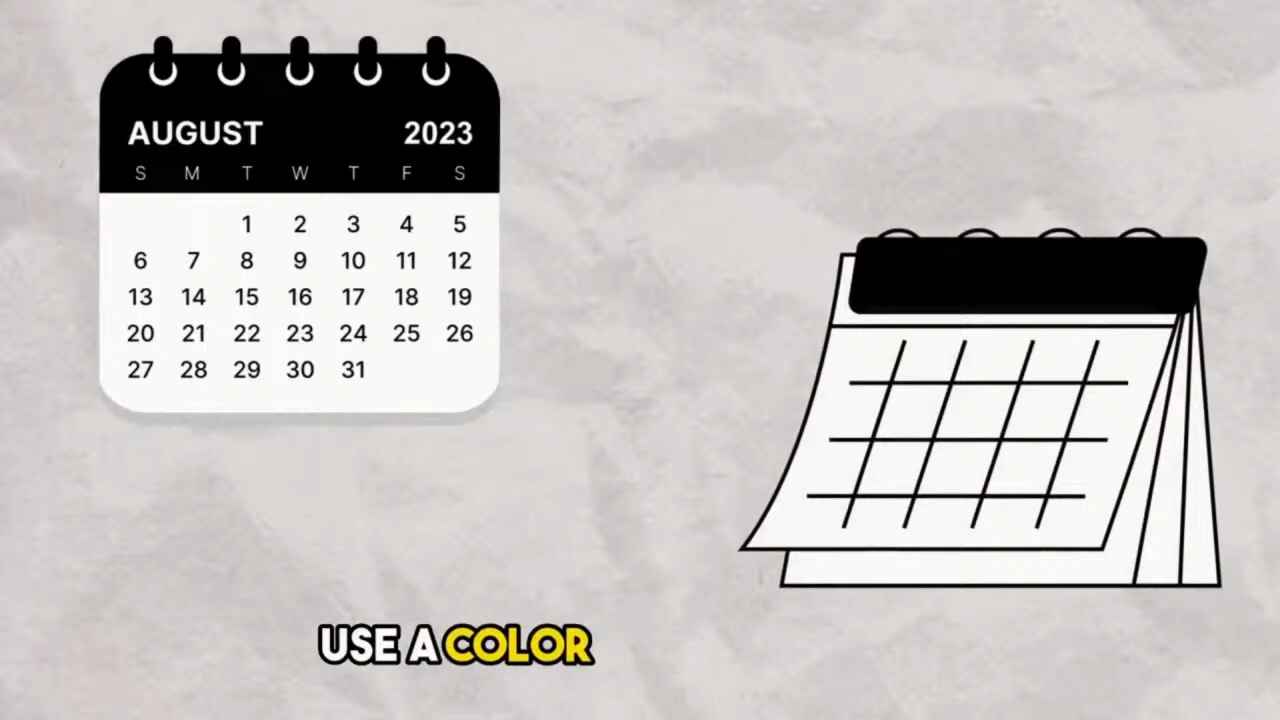 AUGUST 2023
S M T W T F S
1 2 3 4 5
6 7 8 9 10 11 12
13 14 15 16 17 18 19
20 21 22 23 24 25 26
27 28 29 30 31
USE A COLOR